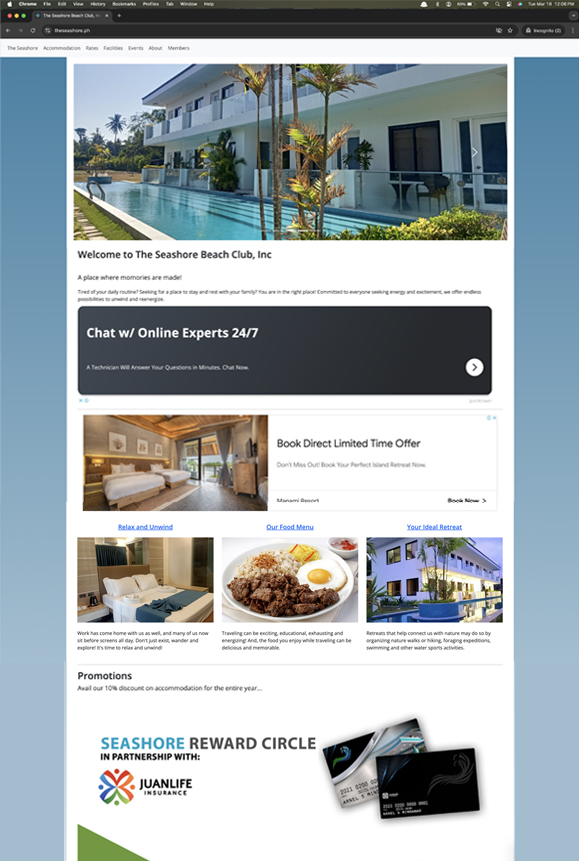 Chrome File Edit View History Bookmarks Profiles Tab Window Help
Tue Mar 18 12:08 PM
The Seashore Beach Club, Inc
theseashore.ph
Incognito (2)
The Seashore Accommodation Rates Facilities Events About Members
Welcome to The Seashore Beach Club, Inc
A place where momories are made!
Tired of your daily routine? Seeking for a place to stay and rest with your family? You are in the right place! Committed to everyone seeking energy and excitement, we offer endless
possibilities to unwind and reenergize.
Chat w/ Online Experts 24/7
A Technician Will Answer Your Questions in Minutes. Chat Now.
JustAnswer
Book Direct Limited Time Offer
Don't Miss Out! Book Your Perfect Island Retreat Now.
Manami Resort
Book Now
Relax and Unwind
Our Food Menu
Your Ideal Retreat
Work has come home with us as well, and many of us now
sit before screens all day. Don't just exist, wander and
explore! It's time to relax and unwind!
Traveling can be exciting, educational, exhausting and
energizing! And, the food you enjoy while traveling can be
delicious and memorable.
Retreats that help connect us with nature may do so by
organizing nature walks or hiking, foraging expeditions,
swimming and other water sports activities.
Promotions
Avail our 10% discount on accommodation for the entire year...
SEASHORE REWARD CIRCLE
IN PARTNERSHIP WITH:
JUANLIFE
INSURANCE